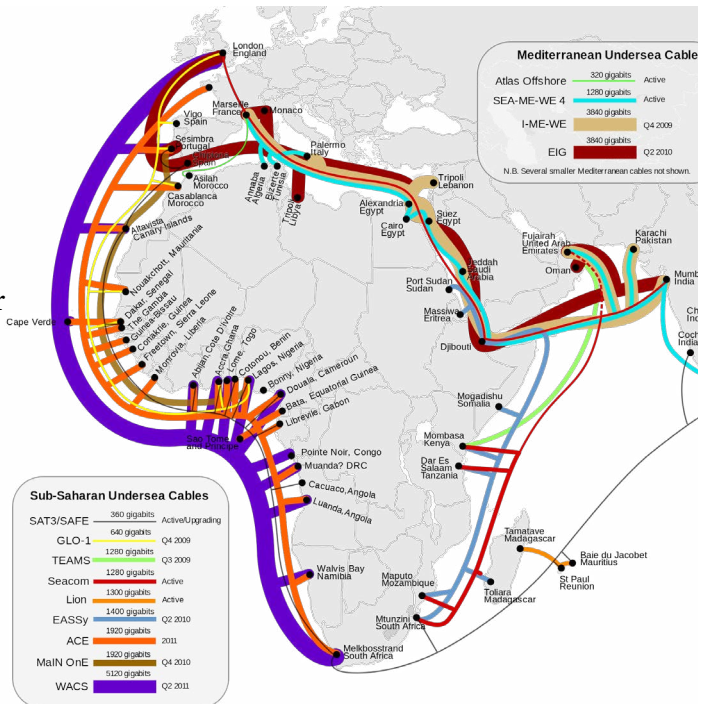 London
England
Mediterranean Undersea Cable
Atlas Offshore 320 gigabits Active
SEA-ME-WE 4 1280 gigabits Active
I-ME-WE 3840 gigabits Q4 2009
EIG 3840 gigabits Q2 2010
N.B. Several smaller Mediterranean cables not shown.
Marseille
France
Monaco
Vigo
Spain
Sesimbra
Portugal
Spain
Asilah
Morocco
Casablanca
Morocco
Palermo
Italy
Annaba
Algeria
Bizerte
Tunisia
Tripoli
Libya
Tripoli
Lebanon
Alexandria
Egypt
Cairo
Egypt
Suez
Egypt
Jeddah
Saudi
Arabia
Port Sudan
Sudan
Massiwa
Eritrea
Djibouti
Fujairah
United Arab
Emirates
Oman
Karachi
Pakistan
Mumb
India
Ch
In
Coch
India
r
Altavista
Canary Islands
Nouakchott, Mauritania
Dakar, Senegal
The Gambia
Guinea-Bissau
Conakrie, Guinea
Freetown, Sierra Leone
Monrovia, Liberia
Cape Verde
Abijan, Cote D'Ivoire
Accra,Ghana
Lome, Togo
Cotonou, Benin
Lagos, Nigeria
Bonny, Nigeria
Douala, Cameroun
Bata, Equatorial Guinea
Libreville, Gabon
Sao Tome
and Principe
Pointe Noir, Congo
Muanda? DRC
Cacuaco,Angola
Luanda,Angola
Walvis Bay
Namibia
Melkbosstrand
South Africa
Mogadishu
Somalia
Mombasa
Kenya
Dar Es
Salaam
Tanzania
Maputo
Mozambique
Mtunzini
South Africa
Toliara
Madagascar
Tamatave
Madagascar
Baie du Jacobet
Mauritius
St Paul
Reunion
Sub-Saharan Undersea Cables
SAT3/SAFE 360 gigabits Active/Upgrading
GLO-1 640 gigabits Q4 2009
TEAMS 1280 gigabits Q3 2009
Seacom 1280 gigabits Active
Lion 1300 gigabits Active
EASSy 1400 gigabits Q2 2010
ACE 1920 gigabits 2011
MaIN OnE 1920 gigabits Q4 2010
WACS 5120 gigabits Q2 2011